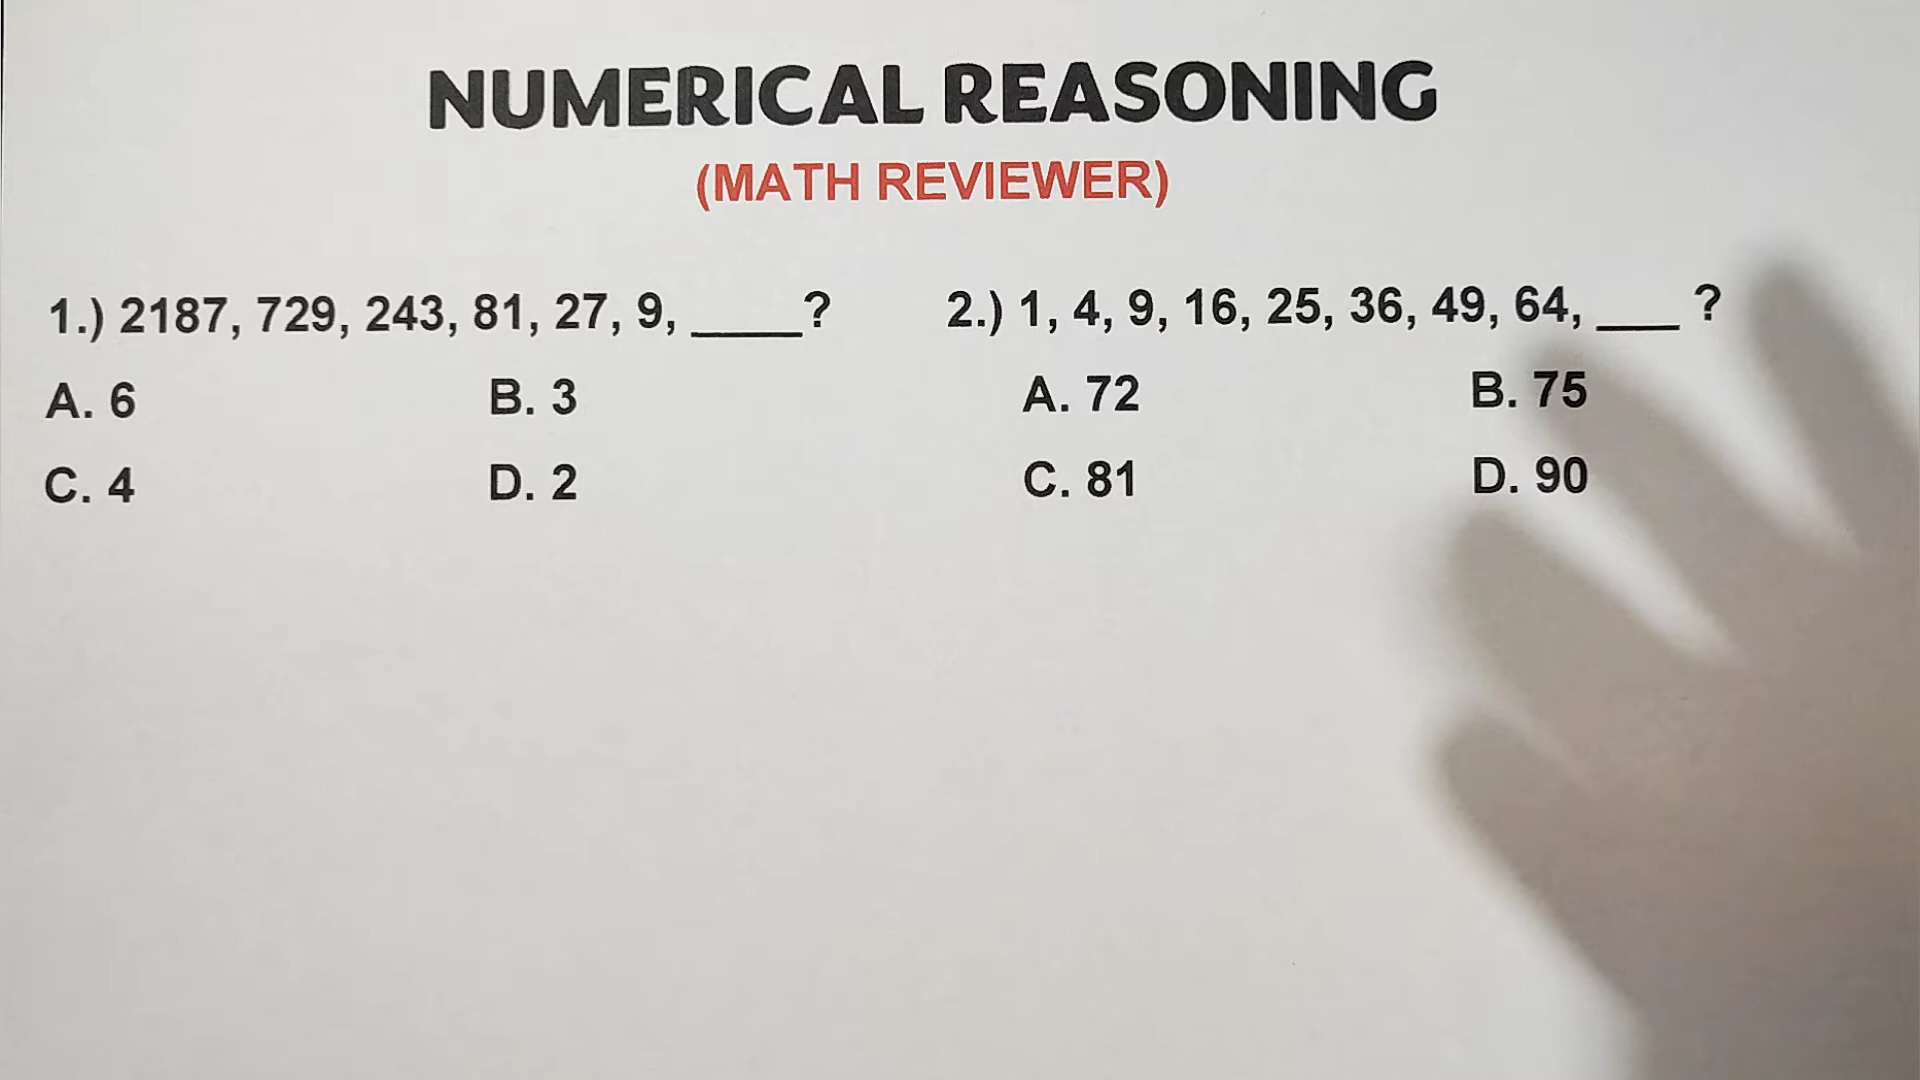 NUMERICAL REASONING
(MATH REVIEWER)
1.) 2187, 729, 243, 81, 27, 9, ____?
A. 6 B. 3
C. 4 D. 2
2.) 1, 4, 9, 16, 25, 36, 49, 64, ___ ?
A. 72 B. 75
C. 81 D. 90